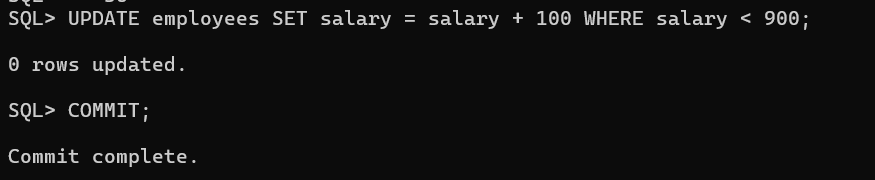 SQL> UPDATE employees SET salary = salary + 100 WHERE salary < 900;
0 rows updated.
SQL> COMMIT;
Commit complete.